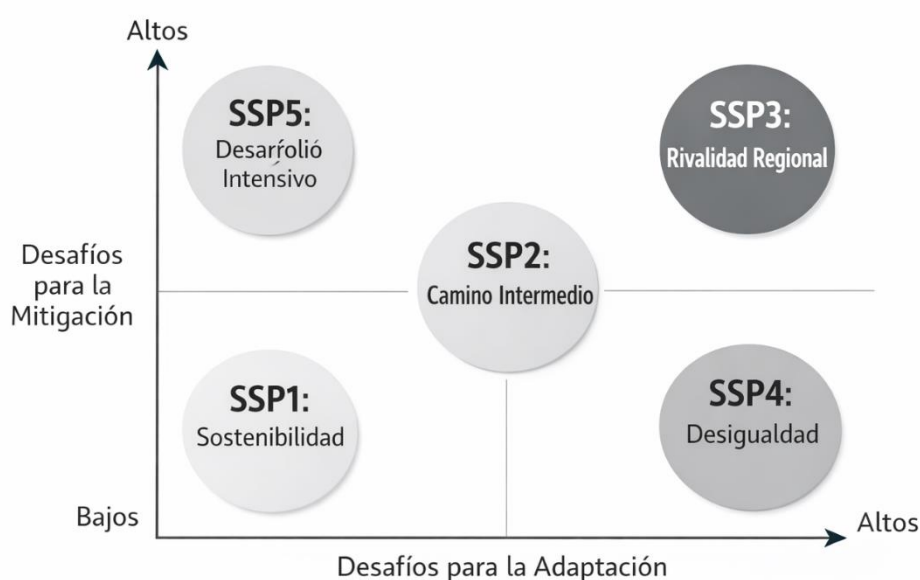 Altos
SSP5:
Desarŕolió
Intensivo
SSP3:
Rivalidad Regional
Desafíos
para la
Mitigación
SSP2:
Camino Intermedio
SSP1:
Sostenibilidad
SSP4:
Desigualdad
Bajos
Altos
Desafíos para la Adaptación